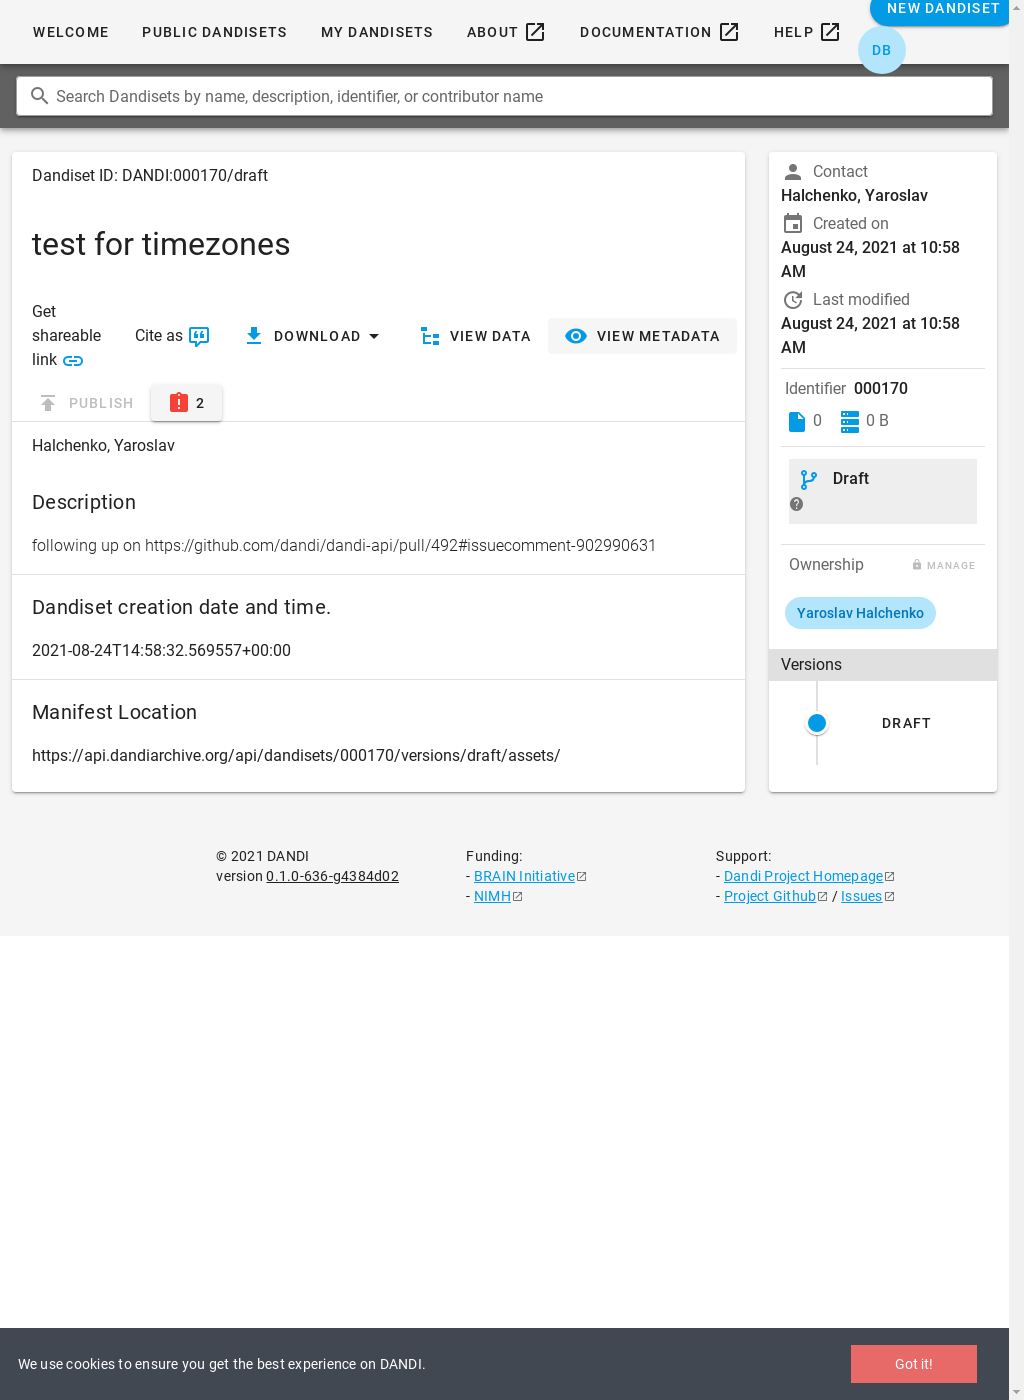 WELCOME
PUBLIC DANDISETS
MY DANDISETS
ABOUT
DOCUMENTATION
HELP
NEW DANDISET
DB
Search Dandisets by name, description, identifier, or contributor name
Dandiset ID: DANDI:000170/draft
test for timezones
Get
shareable
link
Cite as
DOWNLOAD
VIEW DATA
VIEW METADATA
PUBLISH
2
Halchenko, Yaroslav
Description
following up on https://github.com/dandi/dandi-api/pull/492#issuecomment-902990631
Dandiset creation date and time.
2021-08-24T14:58:32.569557+00:00
Manifest Location
https://api.dandiarchive.org/api/dandisets/000170/versions/draft/assets/
Contact
Halchenko, Yaroslav
Created on
August 24, 2021 at 10:58
AM
Last modified
August 24, 2021 at 10:58
AM
Identifier 000170
0
0 B
Draft
Ownership
MANAGE
Yaroslav Halchenko
Versions
DRAFT
© 2021 DANDI
version 0.1.0-636-g4384d02
Funding:
- BRAIN Initiative
- NIMH
Support:
- Dandi Project Homepage
- Project Github / Issues
We use cookies to ensure you get the best experience on DANDI.
Got it!